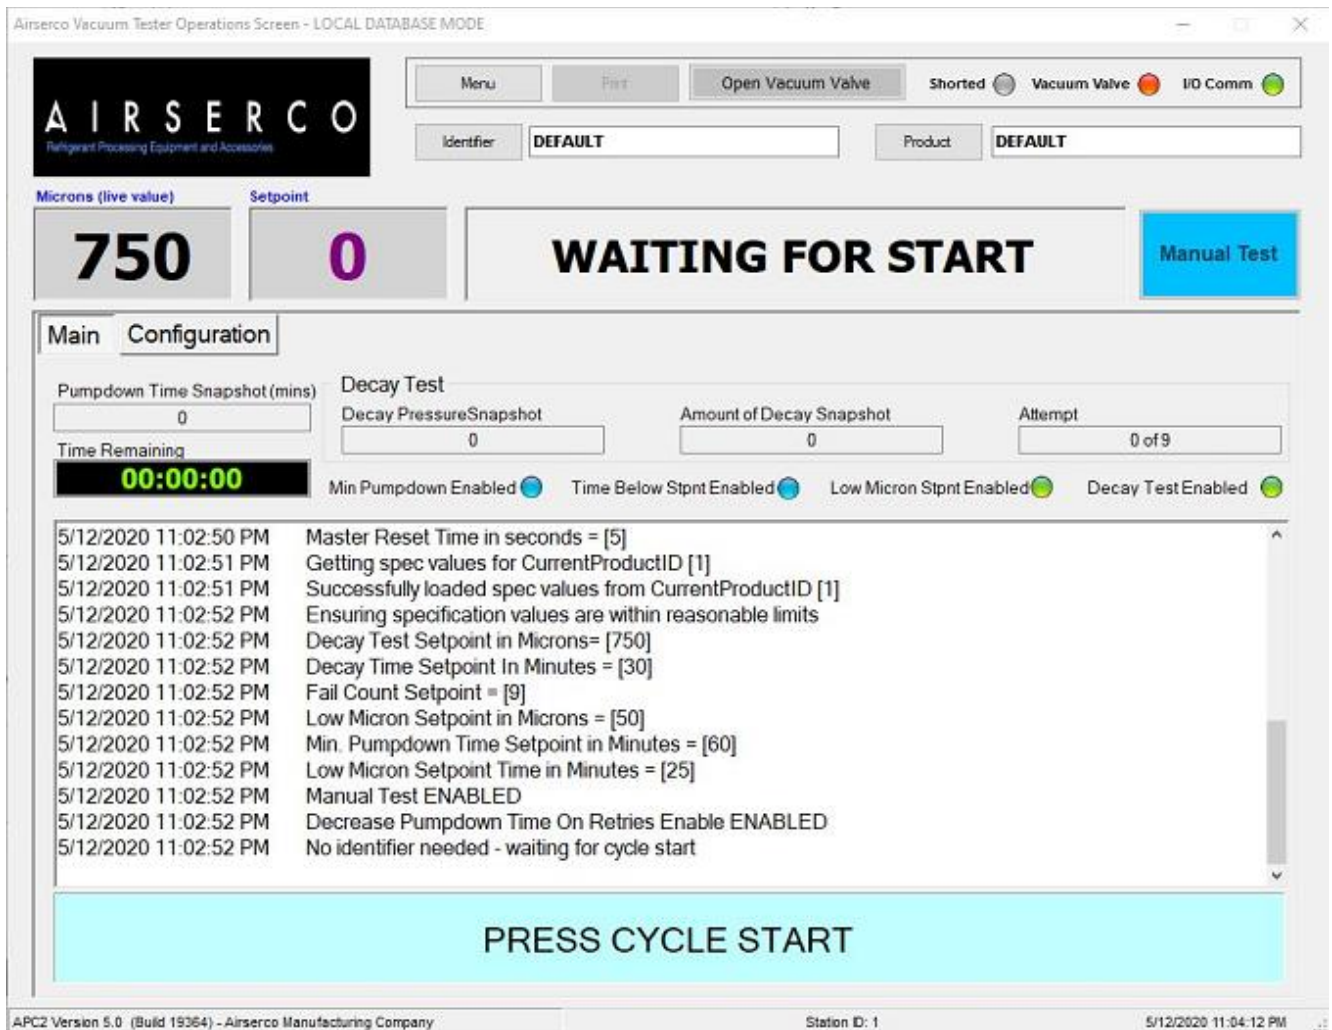 Airserco Vacuum Tester Operations Screen - LOCAL DATABASE MODE
AIRSERCO
Refrigerant Processing Equipment and Accessories
Menu Print Open Vacuum Valve Shorted Vacuum Valve I/O Comm
Identifier DEFAULT Product DEFAULT
Microns (live value) Setpoint
750 0 WAITING FOR START Manual Test
Main Configuration
Pumpdown Time Snapshot (mins) Decay Test
0 Decay PressureSnapshot Amount of Decay Snapshot Attempt
Time Remaining 0 0 0 of 9
00:00:00
Min Pumpdown Enabled Time Below Stpnt Enabled Low Micron Stpnt Enabled Decay Test Enabled
5/12/2020 11:02:50 PM Master Reset Time in seconds = [5]
5/12/2020 11:02:51 PM Getting spec values for CurrentProductID [1]
5/12/2020 11:02:51 PM Successfully loaded spec values from CurrentProductID [1]
5/12/2020 11:02:52 PM Ensuring specification values are within reasonable limits
5/12/2020 11:02:52 PM Decay Test Setpoint in Microns= [750]
5/12/2020 11:02:52 PM Decay Time Setpoint In Minutes = [30]
5/12/2020 11:02:52 PM Fail Count Setpoint = [9]
5/12/2020 11:02:52 PM Low Micron Setpoint in Microns = [50]
5/12/2020 11:02:52 PM Min. Pumpdown Time Setpoint in Minutes = [60]
5/12/2020 11:02:52 PM Low Micron Setpoint Time in Minutes = [25]
5/12/2020 11:02:52 PM Manual Test ENABLED
5/12/2020 11:02:52 PM Decrease Pumpdown Time On Retries Enable ENABLED
5/12/2020 11:02:52 PM No identifier needed - waiting for cycle start
PRESS CYCLE START
APC2 Version 5.0 (Build 19364) - Airserco Manufacturing Company Station ID: 1 5/12/2020 11:04:12 PM